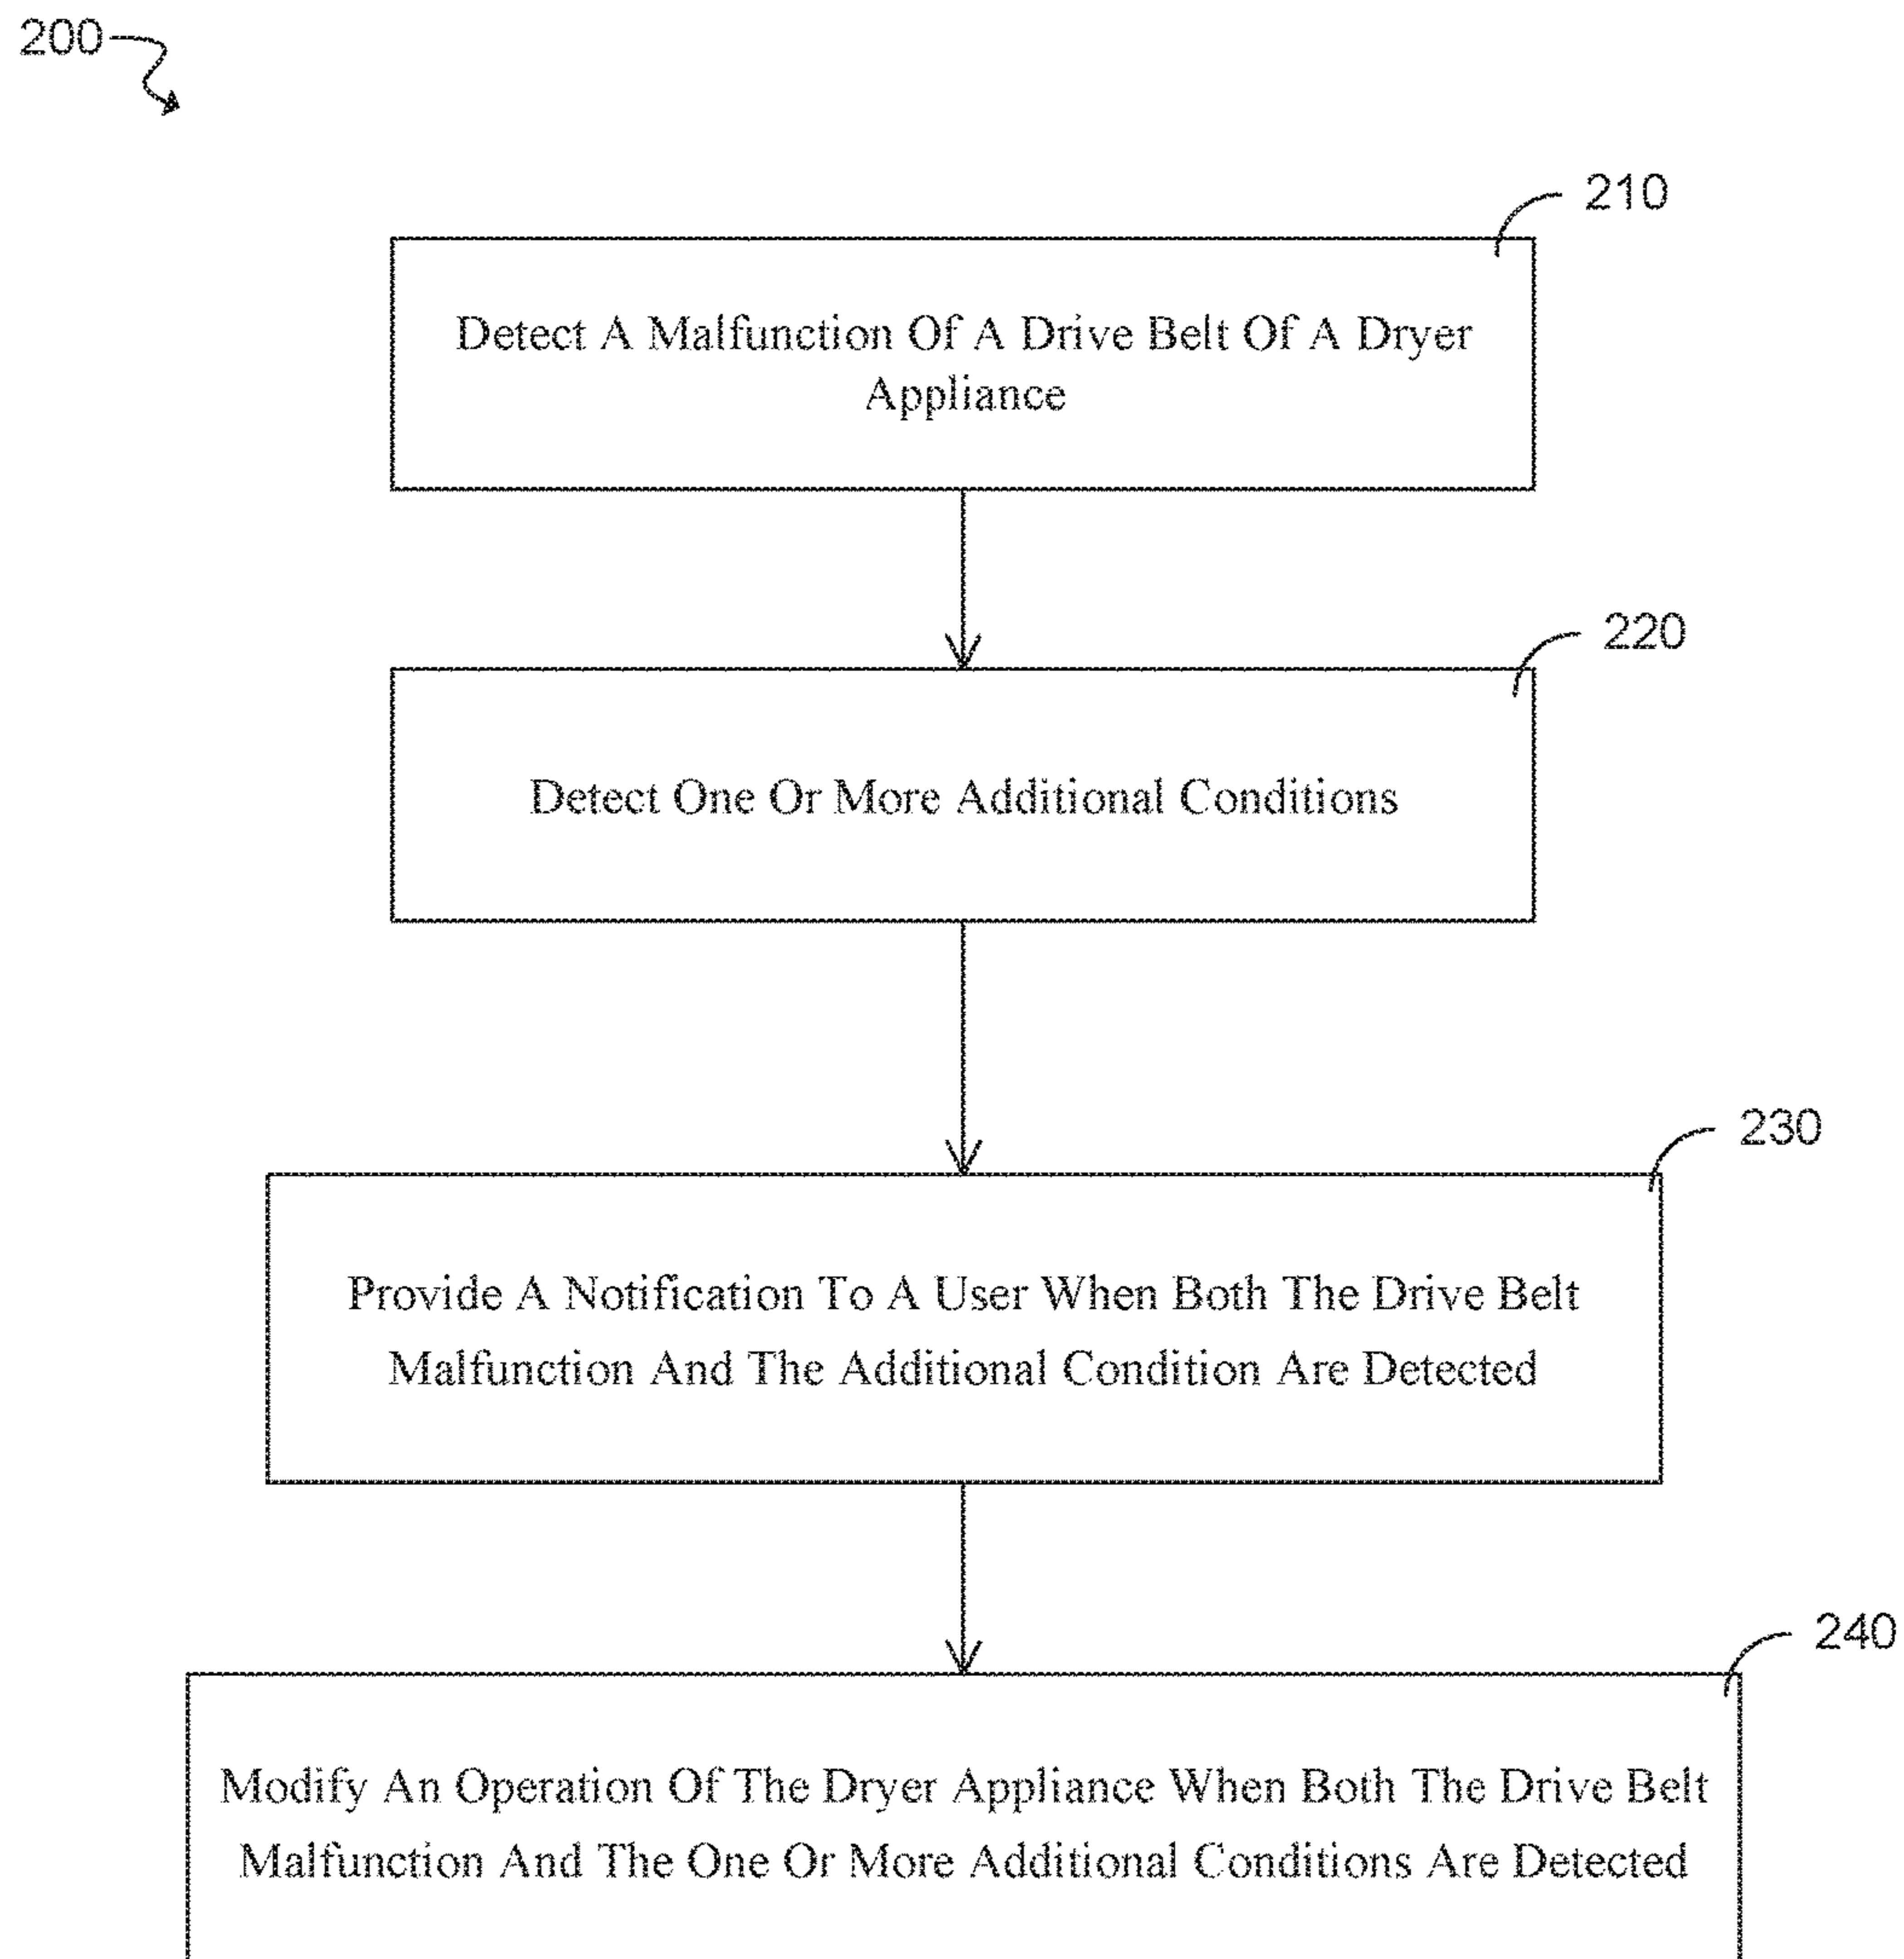 200
210
Detect A Malfunction Of A Drive Belt Of A Dryer
Appliance
220
Detect One Or More Additional Conditions
230
Provide A Notification To A User When Both The Drive Belt
Malfunction And The Additional Condition Are Detected
240
Modify An Operation Of The Dryer Appliance When Both The Drive Belt
Malfunction And The One Or More Additional Conditions Are Detected